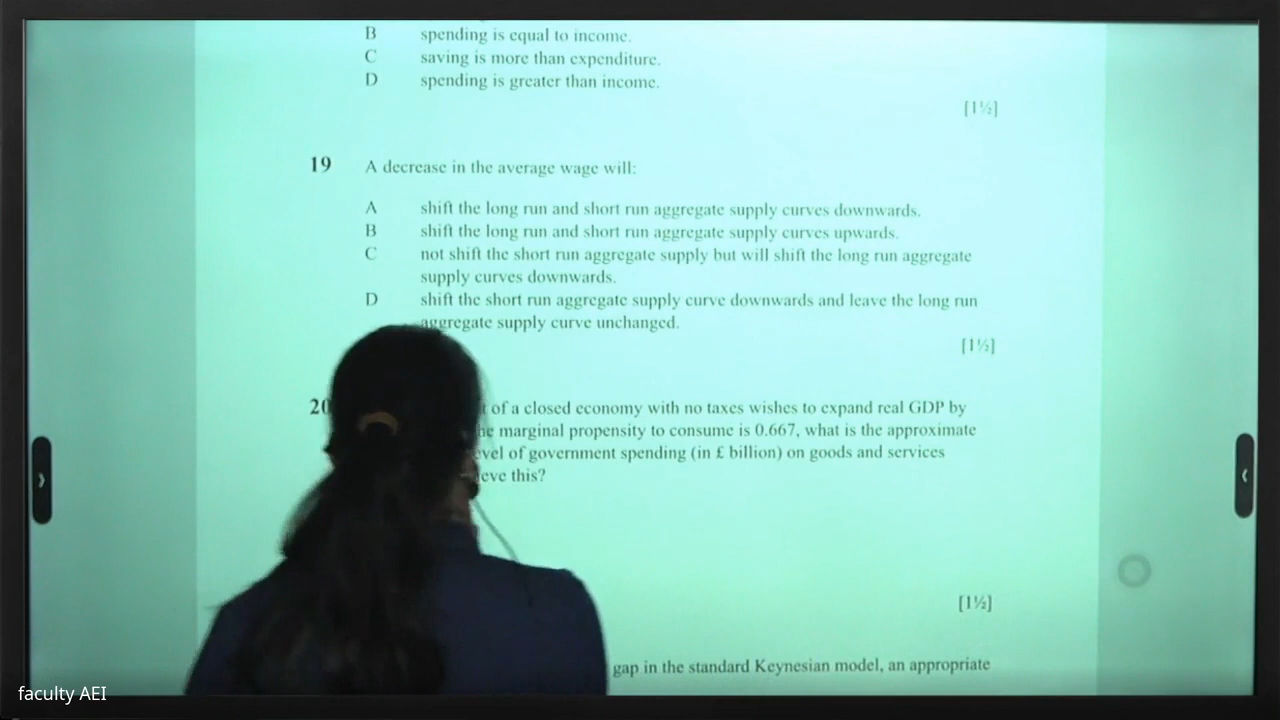 B spending is equal to income.
C saving is more than expenditure.
D spending is greater than income.
[1½]
19 A decrease in the average wage will:
A shift the long run and short run aggregate supply curves downwards.
B shift the long run and short run aggregate supply curves upwards.
C not shift the short run aggregate supply but will shift the long run aggregate
supply curves downwards.
D shift the short run aggregate supply curve downwards and leave the long run
aggregate supply curve unchanged.
[1½]
20 of a closed economy with no taxes wishes to expand real GDP by
marginal propensity to consume is 0.667, what is the approximate
of government spending (in £ billion) on goods and services
this?
[1½]
gap in the standard Keynesian model, an appropriate
faculty AEI